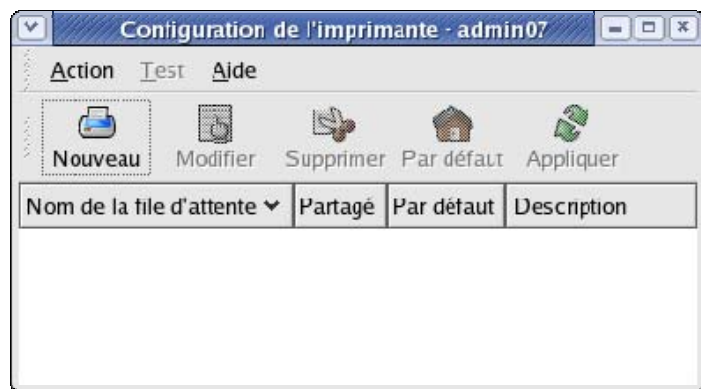 Configuration de l'imprimante - admin07
Action Test Aide
Nouveau Modifier Supprimer Par défaut Appliquer
Nom de la file d'attente Partagé Par défaut Description